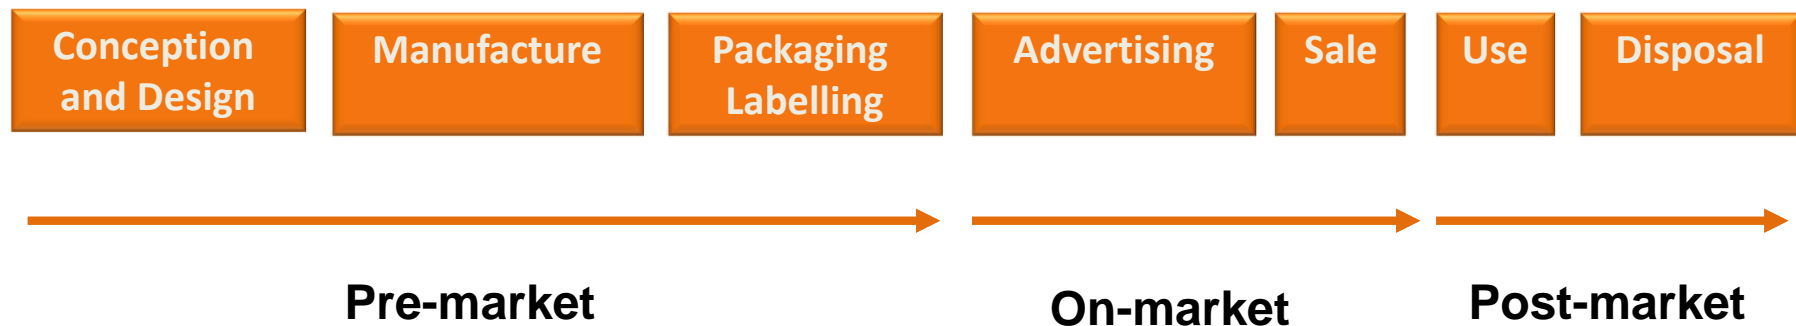 Conception
and Design
Manufacture
Packaging
Labelling
Advertising
Sale
Use
Disposal
Pre-market
On-market
Post-market